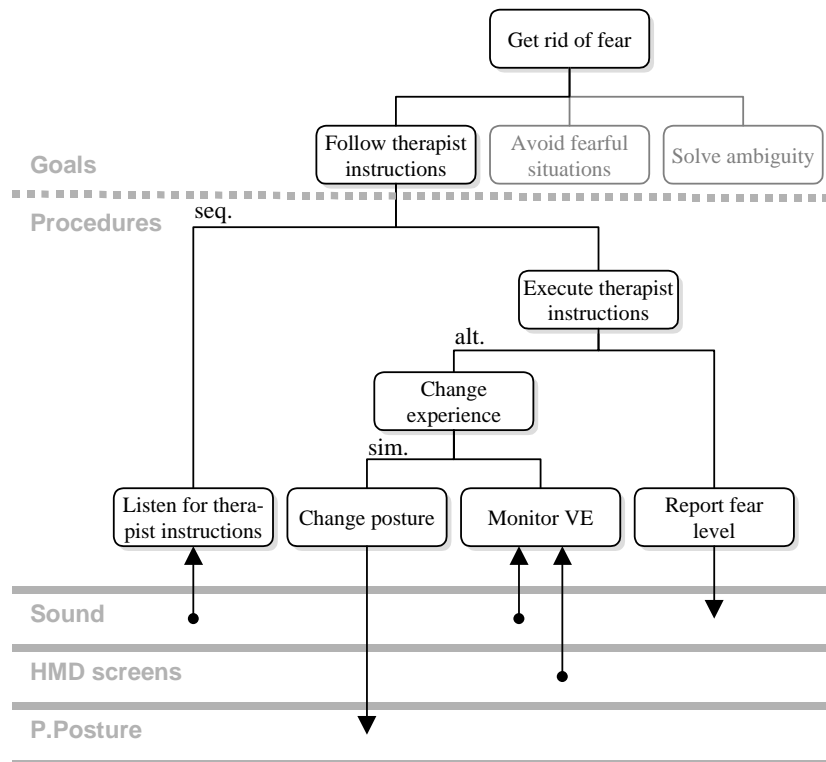 Get rid of fear
Follow therapist
instructions
Avoid fearful
situations
Solve ambiguity
Goals
Procedures
seq.
Execute therapist
instructions
alt.
Change
experience
sim.
Listen for thera-
pist instructions
Change posture
Monitor VE
Report fear
level
Sound
HMD screens
P.Posture